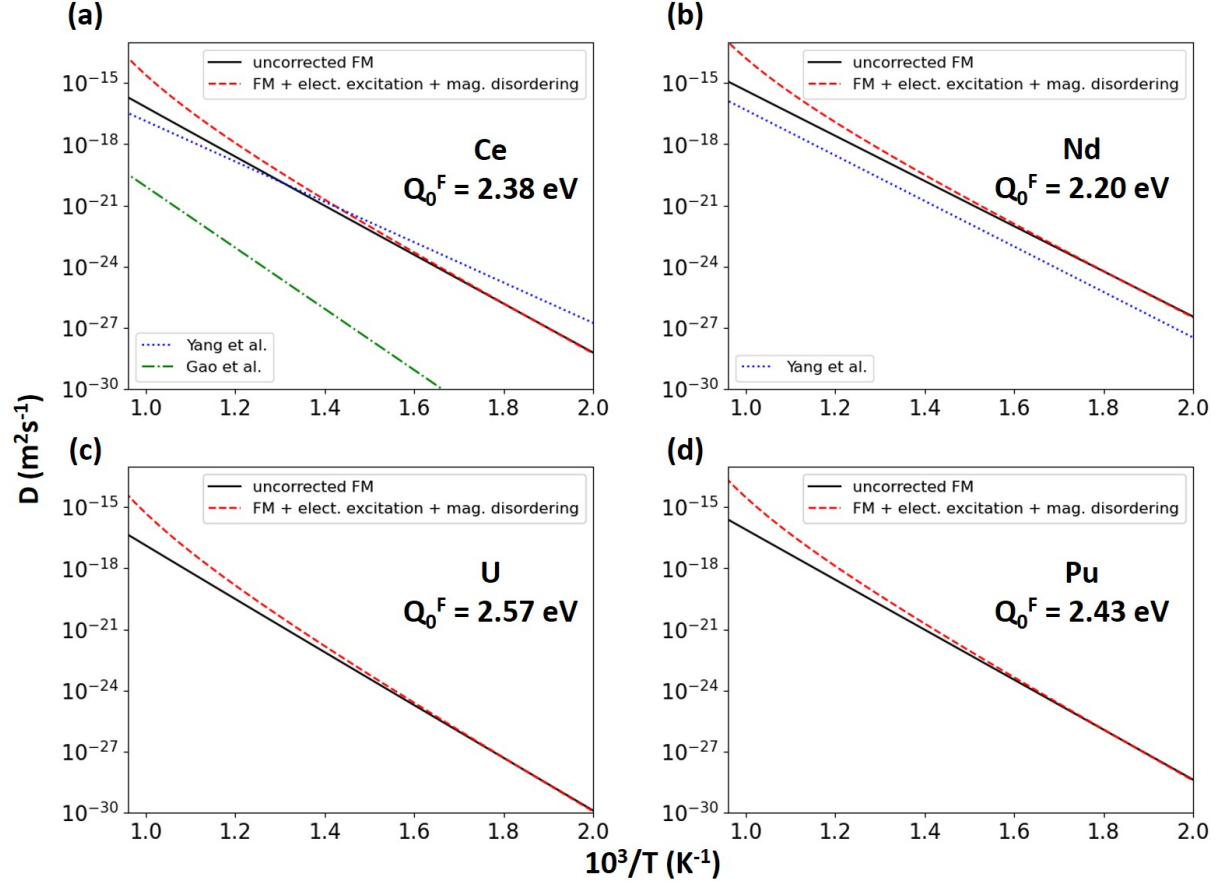 (a)
uncorrected FM
FM + elect. excitation + mag. disordering
Ce
Q₀ᶠ = 2.38 eV
Yang et al.
Gao et al.
10⁻¹⁵
10⁻¹⁸
10⁻²¹
10⁻²⁴
10⁻²⁷
10⁻³⁰
1.0 1.2 1.4 1.6 1.8 2.0
(b)
uncorrected FM
FM + elect. excitation + mag. disordering
Nd
Q₀ᶠ = 2.20 eV
Yang et al.
10⁻¹⁵
10⁻¹⁸
10⁻²¹
10⁻²⁴
10⁻²⁷
10⁻³⁰
1.0 1.2 1.4 1.6 1.8 2.0
D (m²s⁻¹)
(c)
uncorrected FM
FM + elect. excitation + mag. disordering
U
Q₀ᶠ = 2.57 eV
10⁻¹⁵
10⁻¹⁸
10⁻²¹
10⁻²⁴
10⁻²⁷
10⁻³⁰
1.0 1.2 1.4 1.6 1.8 2.0
(d)
uncorrected FM
FM + elect. excitation + mag. disordering
Pu
Q₀ᶠ = 2.43 eV
10⁻¹⁵
10⁻¹⁸
10⁻²¹
10⁻²⁴
10⁻²⁷
10⁻³⁰
1.0 1.2 1.4 1.6 1.8 2.0
10³/T (K⁻¹)